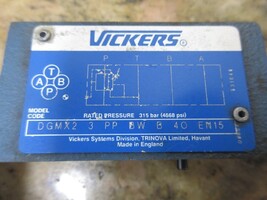 VICKERS
P T B A
T
A B
P
MODEL
CODE
RATED PRESSURE 315 bar (4568 psi)
DGMX2 3 PP BW B 40 EN15
Vickers Systems Division, TRINOVA Limited, Havant
Made in England